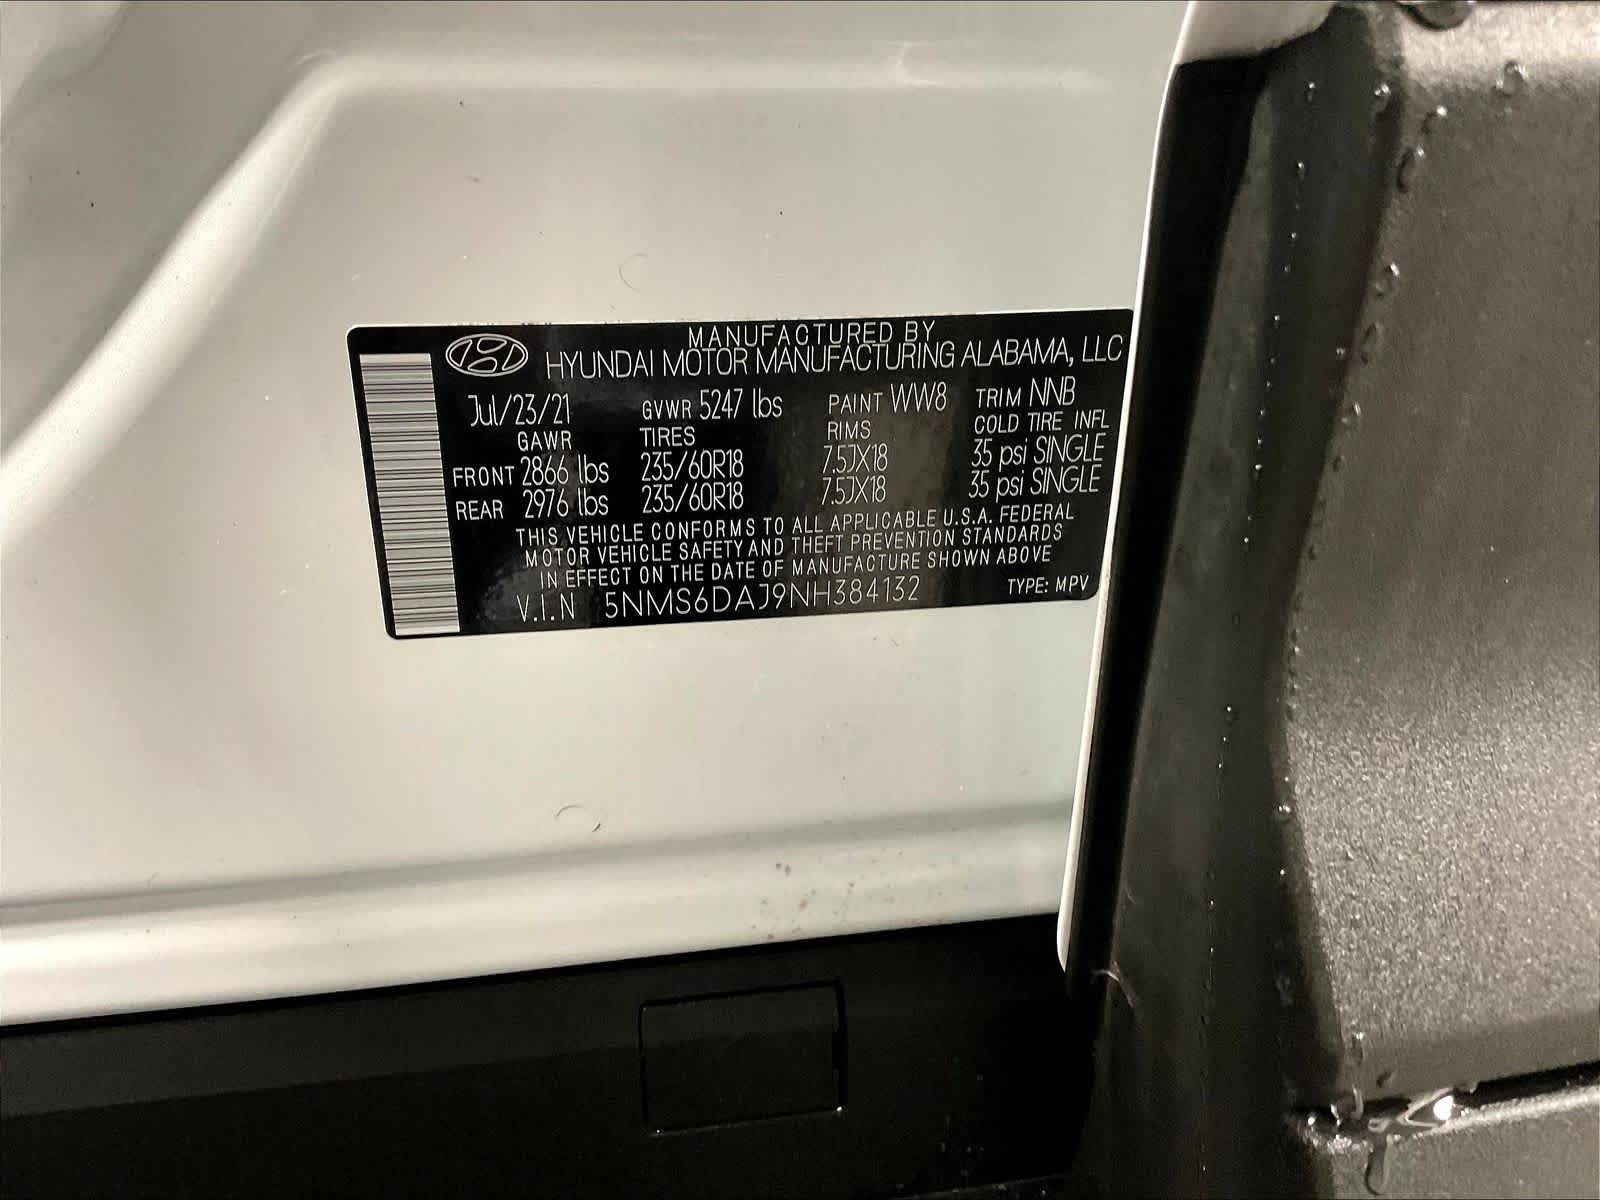 MANUFACTURED BY
HYUNDAI MOTOR MANUFACTURING ALABAMA, LLC
Jul/23/21 GVWR 5247 lbs PAINT WW8 TRIM NNB
GAWR TIRES RIMS COLD TIRE INFL
FRONT 2866 lbs 235/60R18 7.5JX18 35 psi SINGLE
REAR 2976 lbs 235/60R18 7.5JX18 35 psi SINGLE
THIS VEHICLE CONFORMS TO ALL APPLICABLE U.S.A. FEDERAL
MOTOR VEHICLE SAFETY AND THEFT PREVENTION STANDARDS
IN EFFECT ON THE DATE OF MANUFACTURE SHOWN ABOVE
V.I.N 5NMS6DAJ9NH384132 TYPE: MPV